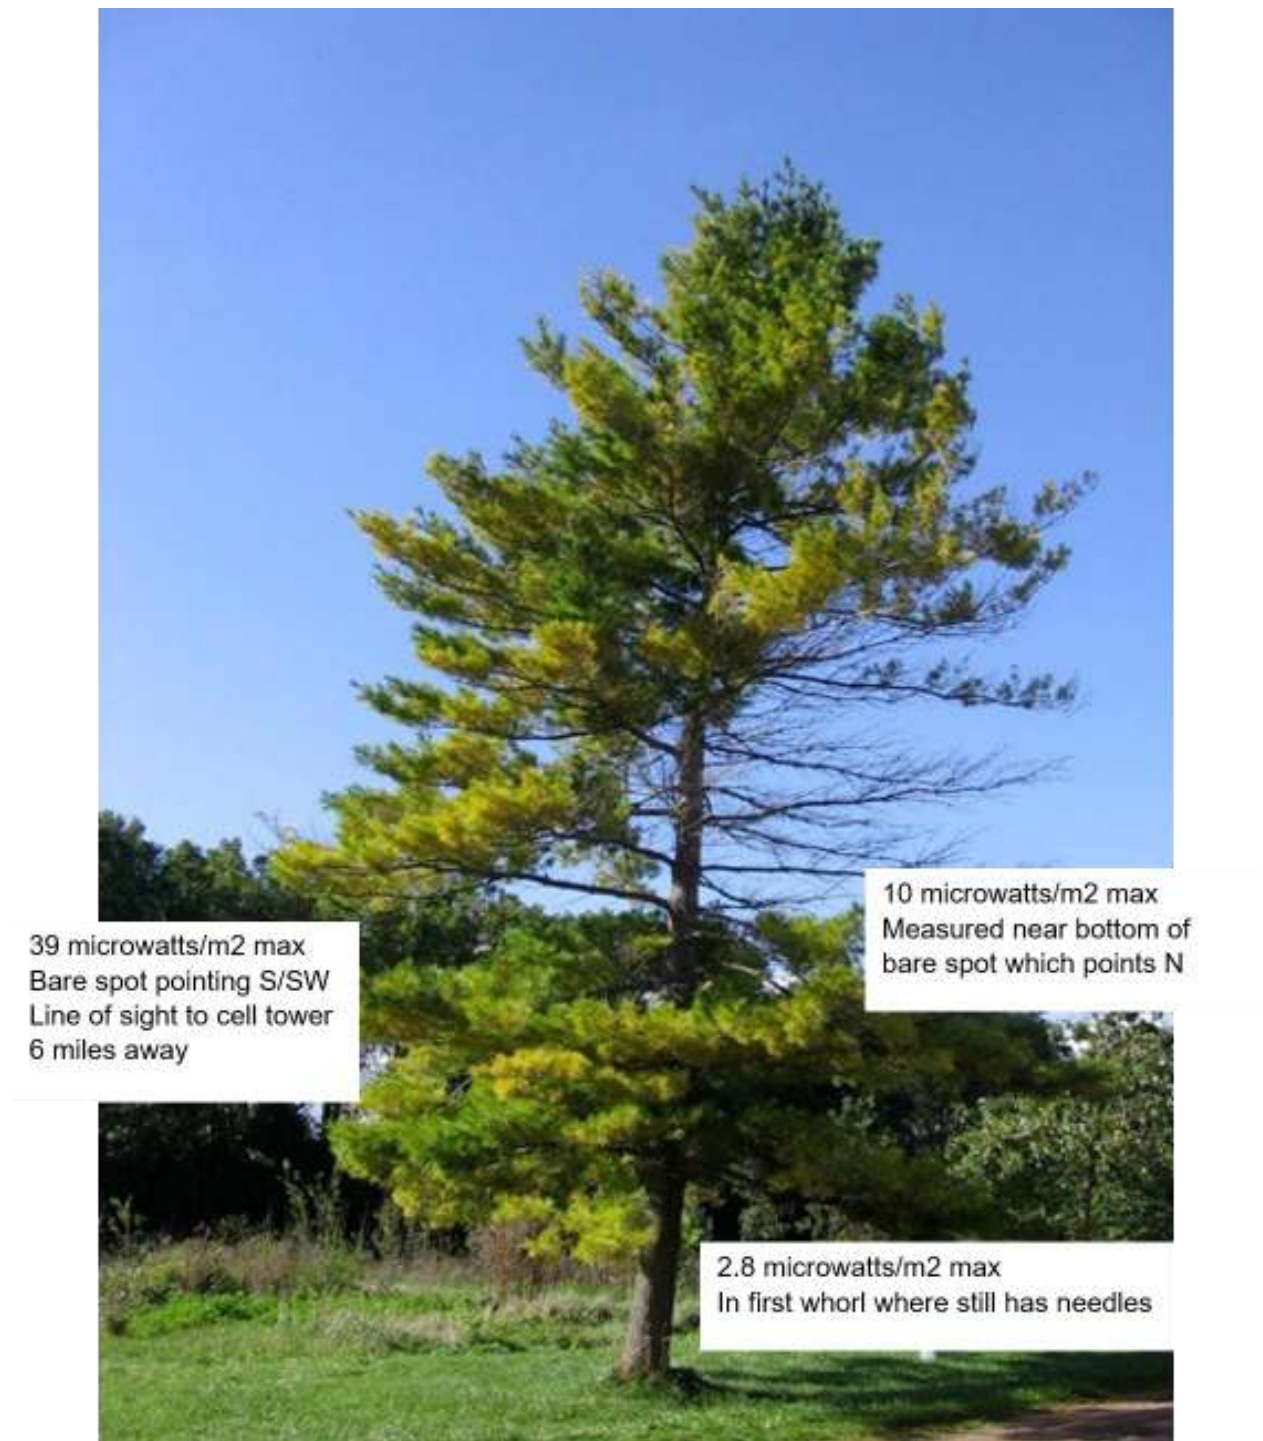 10 microwatts/m2 max
Measured near bottom of
bare spot which points N
39 microwatts/m2 max
Bare spot pointing S/SW
Line of sight to cell tower
6 miles away
2.8 microwatts/m2 max
In first whorl where still has needles